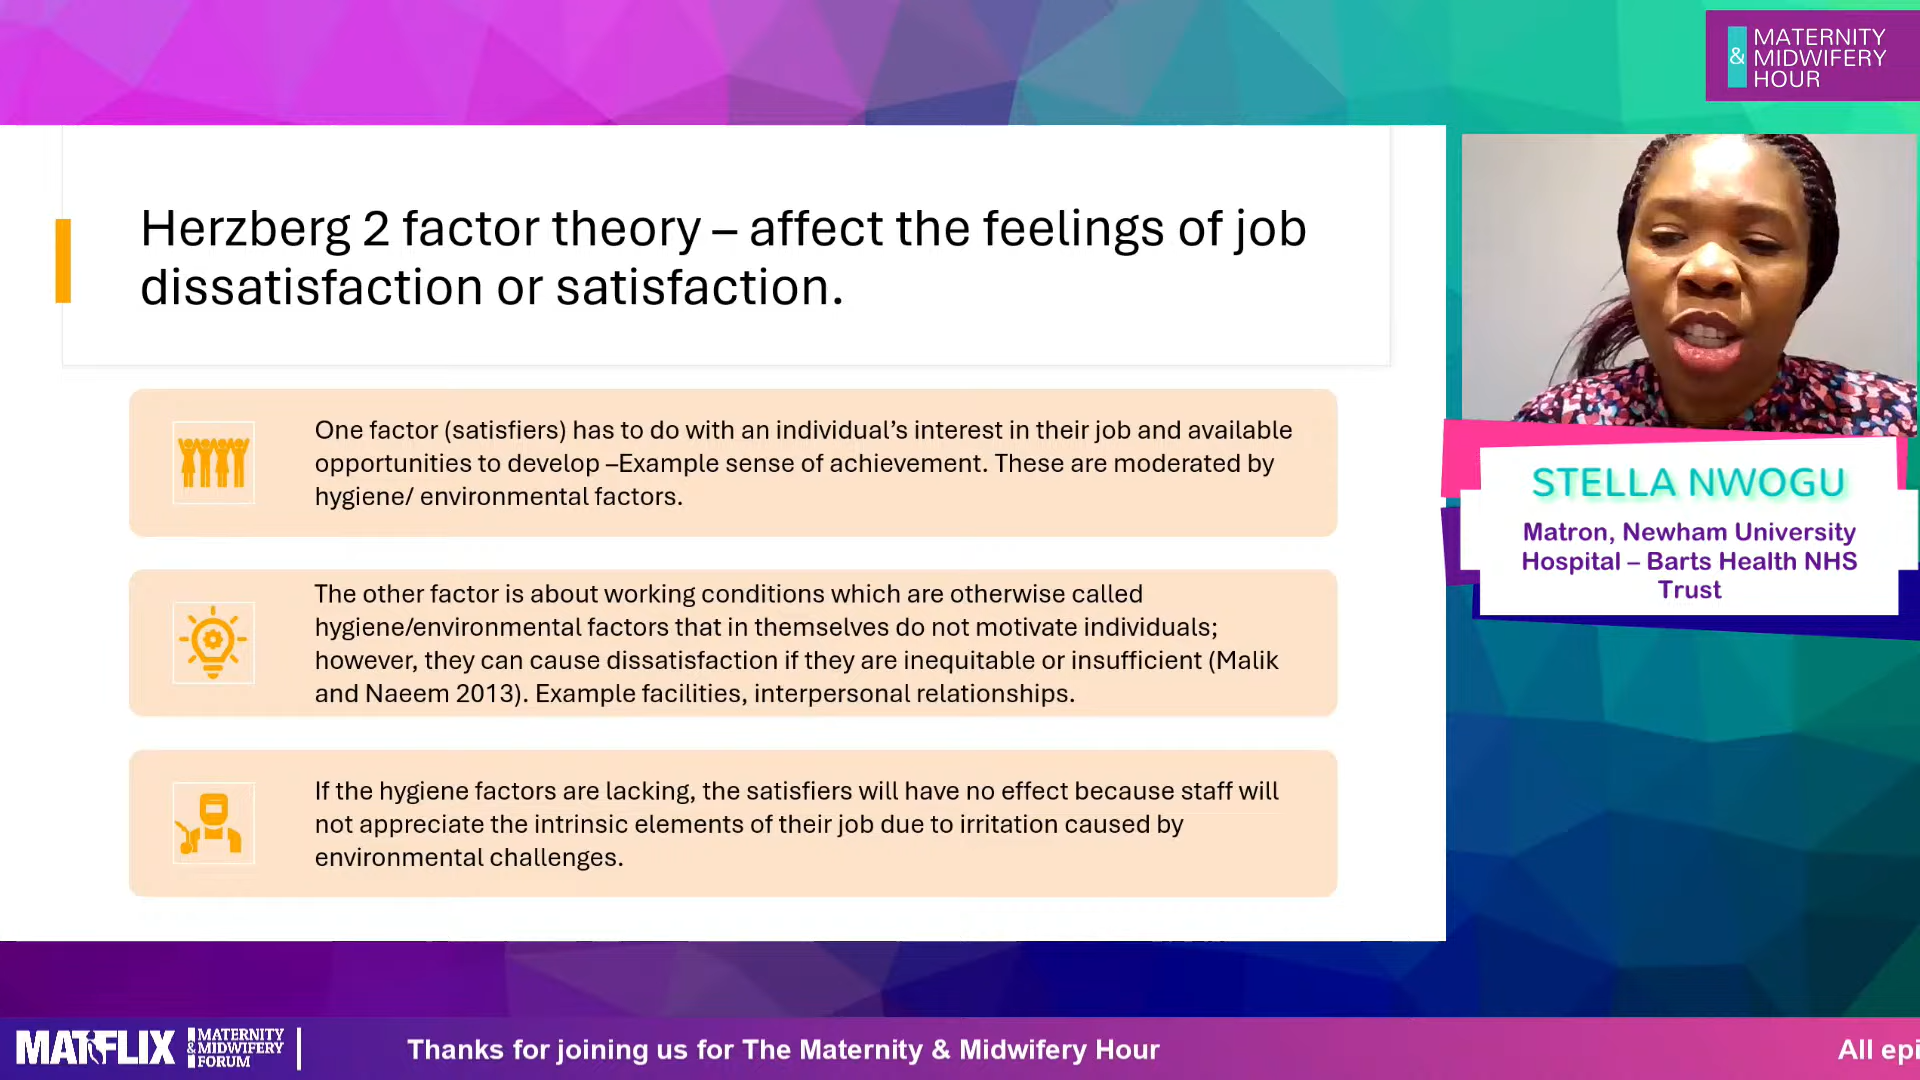 MATERNITY
& MIDWIFERY
HOUR
Herzberg 2 factor theory – affect the feelings of job
dissatisfaction or satisfaction.
One factor (satisfiers) has to do with an individual’s interest in their job and available
opportunities to develop –Example sense of achievement. These are moderated by
hygiene/ environmental factors.
The other factor is about working conditions which are otherwise called
hygiene/environmental factors that in themselves do not motivate individuals;
however, they can cause dissatisfaction if they are inequitable or insufficient (Malik
and Naeem 2013). Example facilities, interpersonal relationships.
If the hygiene factors are lacking, the satisfiers will have no effect because staff will
not appreciate the intrinsic elements of their job due to irritation caused by
environmental challenges.
STELLA NWOGU
Matron, Newham University
Hospital – Barts Health NHS
Trust
MATFLIX
MATERNITY
& MIDWIFERY
FORUM
Thanks for joining us for The Maternity & Midwifery Hour
All epi